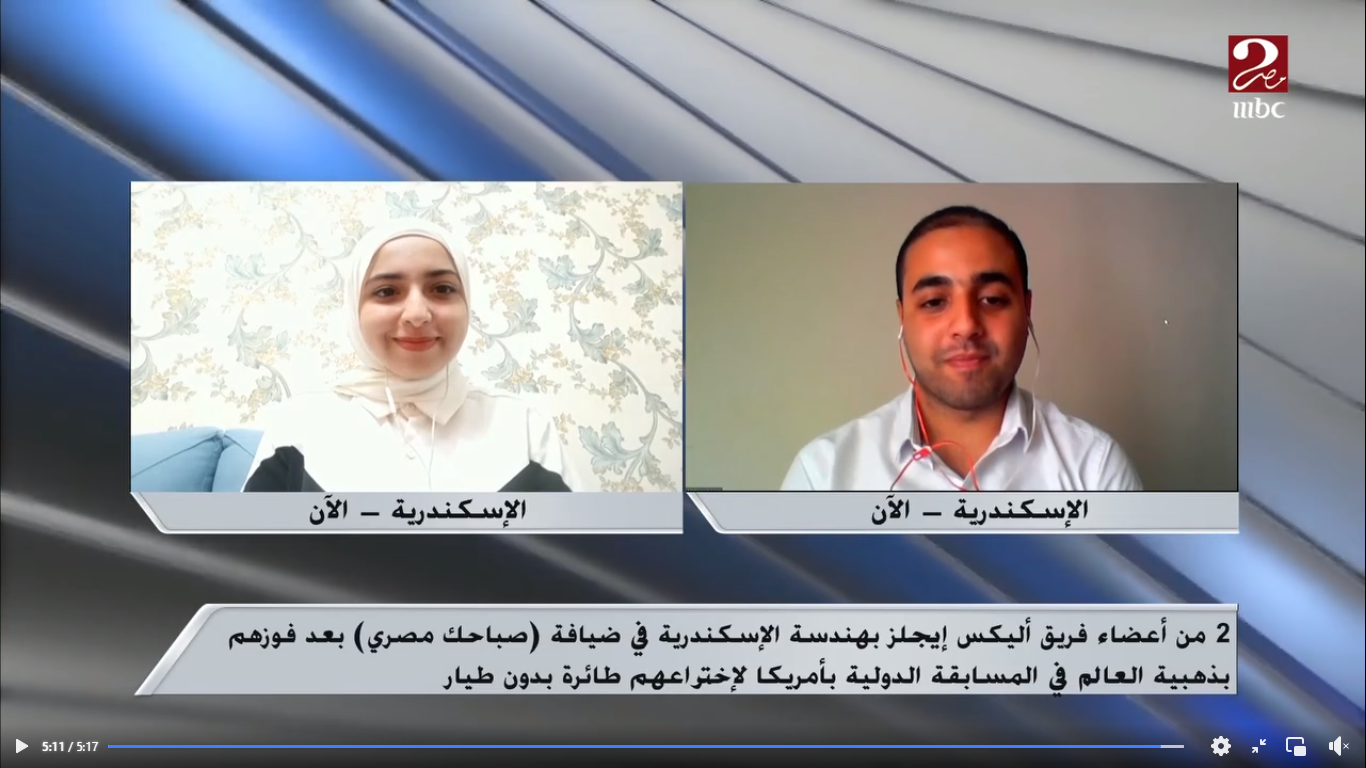 مصر
mbc
الإسكندرية – الآن
الإسكندرية – الآن
2 من أعضاء فريق أليكس إيجلز بهندسة الإسكندرية في ضيافة (صباحك مصري) بعد فوزهم
بذهبية العالم في المسابقة الدولية بأمريكا لإختراعهم طائرة بدون طيار
5:11 / 5:17